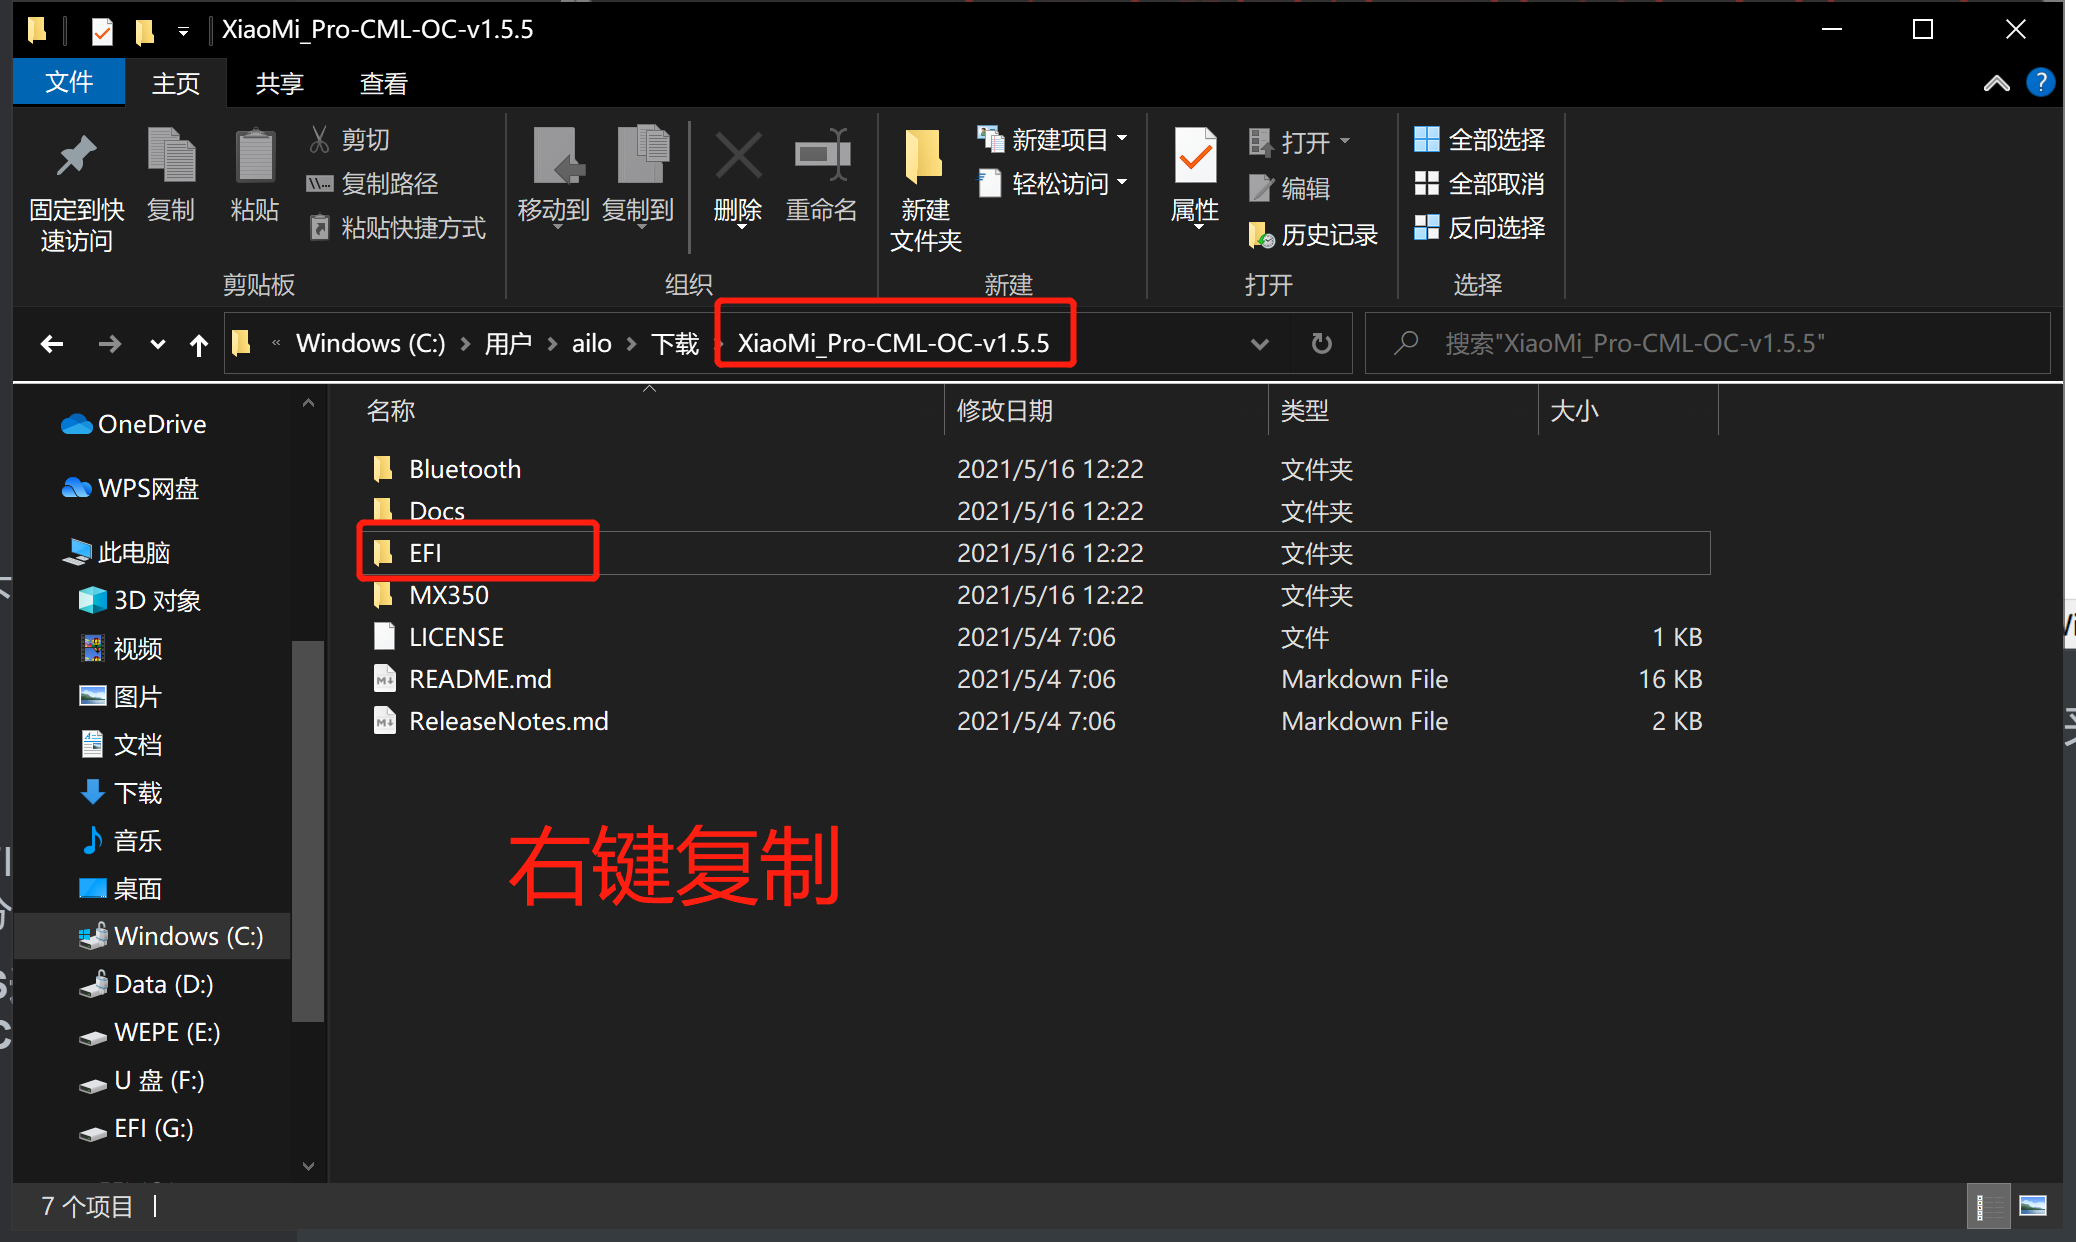 XiaoMi_Pro-CML-OC-v1.5.5
文件 主页 共享 查看
固定到快速访问
复制
粘贴
剪切
复制路径
粘贴快捷方式
剪贴板
移动到
复制到
删除
重命名
组织
新建文件夹
新建项目
轻松访问
新建
属性
打开
编辑
历史记录
打开
全部选择
全部取消
反向选择
选择
« Windows (C:) › 用户 › ailo › 下载 › XiaoMi_Pro-CML-OC-v1.5.5
搜索"XiaoMi_Pro-CML-OC-v1.5.5"
OneDrive
WPS网盘
此电脑
3D 对象
视频
图片
文档
下载
音乐
桌面
Windows (C:)
Data (D:)
WEPE (E:)
U 盘 (F:)
EFI (G:)
名称 修改日期 类型 大小
Bluetooth 2021/5/16 12:22 文件夹
Docs 2021/5/16 12:22 文件夹
EFI 2021/5/16 12:22 文件夹
MX350 2021/5/16 12:22 文件夹
LICENSE 2021/5/4 7:06 文件 1 KB
README.md 2021/5/4 7:06 Markdown File 16 KB
ReleaseNotes.md 2021/5/4 7:06 Markdown File 2 KB
右键复制
7 个项目